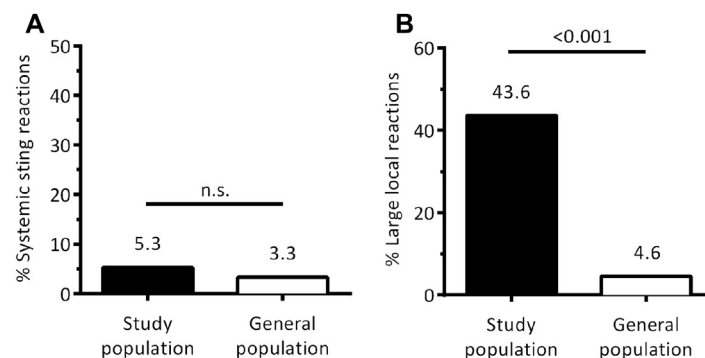 A
% Systemic sting reactions
50
40
30
20
10
0
n.s.
5.3
3.3
Study
population
General
population
B
% Large local reactions
60
40
20
0
<0.001
43.6
4.6
Study
population
General
population